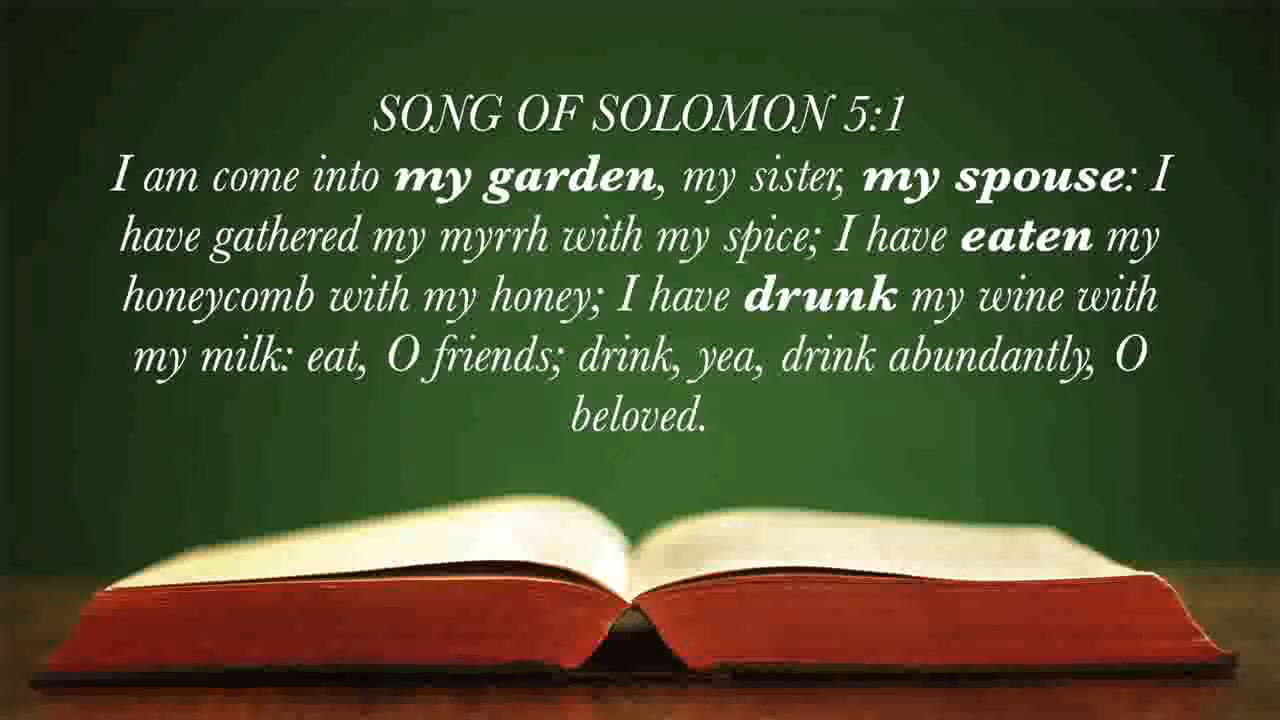 SONG OF SOLOMON 5:1
I am come into my garden, my sister, my spouse: I
have gathered my myrrh with my spice; I have eaten my
honeycomb with my honey; I have drunk my wine with
my milk: eat, O friends; drink, yea, drink abundantly, O
beloved.